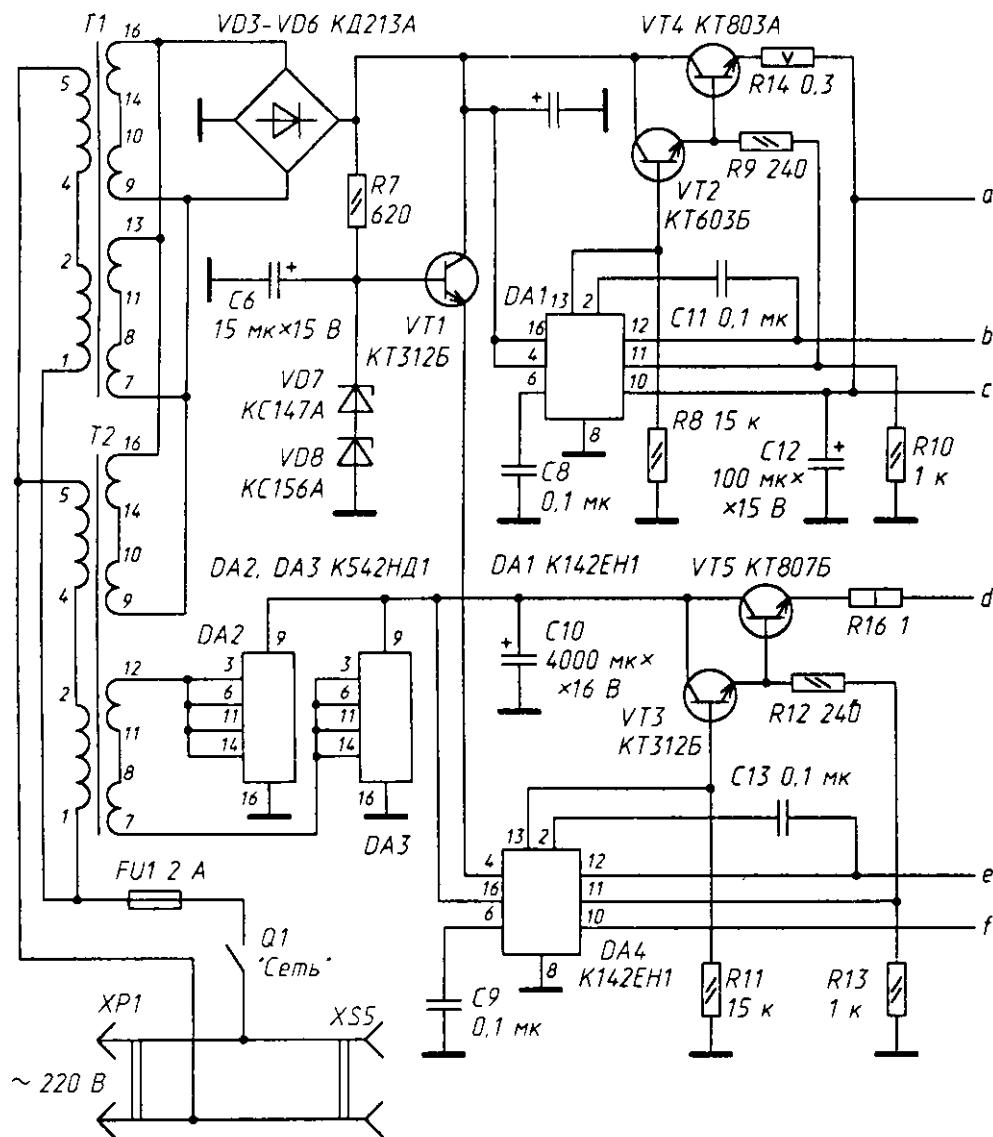 T1
16
5
14
10
4
9
13
2
11
8
1
7
VD3-VD6 КД213А
VT4 КТ803А
R14 0,3
R9 240
VT2
КТ603Б
a
R7
620
C6
15 мк×15 В
VT1
КТ312Б
DA1
13
2
C11 0,1 мк
16
4
6
12
11
10
8
b
c
VD7
КС147А
VD8
КС156А
C8
0,1 мк
R8 15 к
C12
100 мк×
×15 В
R10
1 к
T2
16
5
14
10
4
9
12
2
11
8
1
7
DA2, DA3 К542НД1
DA1 К142ЕН1
VT5 КТ807Б
d
R16 1
DA2
9
3
6
11
14
16
9
3
6
11
14
16
DA3
C10
4000 мк×
×16 В
VT3
КТ312Б
R12 240
C13 0,1 мк
13
2
4
16
6
12
11
10
8
e
f
DA4
К142ЕН1
C9
0,1 мк
R11
15 к
R13
1 к
FU1 2 А
Q1
"Сеть"
XP1
XS5
~ 220 В